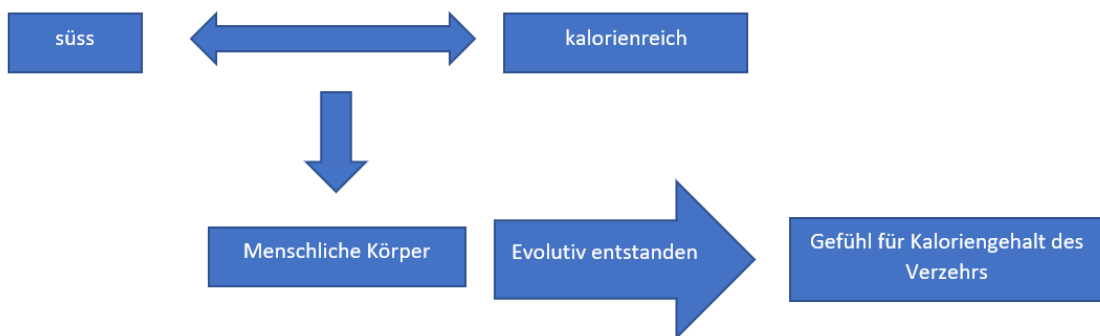 süss
kalorienreich
Menschliche Körper
Evolutiv entstanden
Gefühl für Kaloriengehalt des
Verzehrs